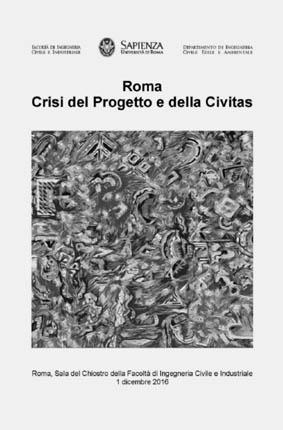 FACOLTÀ DI INGEGNERIA
CIVILE E INDUSTRIALE
SAPIENZA
UNIVERSITÀ DI ROMA
DIPARTIMENTO DI INGEGNERIA
CIVILE EDILE E AMBIENTALE
Roma
Crisi del Progetto e della Civitas
Roma, Sala del Chiostro della Facoltà di Ingegneria Civile e Industriale
1 dicembre 2016